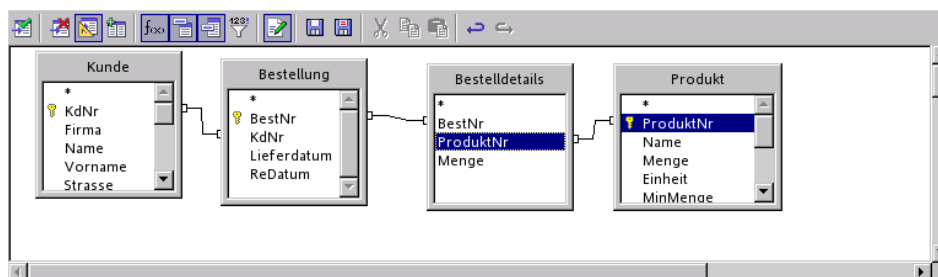 f(x)
123!
Kunde
*
KdNr
Firma
Name
Vorname
Strasse
Bestellung
*
BestNr
KdNr
Lieferdatum
ReDatum
Bestelldetails
*
BestNr
ProduktNr
Menge
Produkt
*
ProduktNr
Name
Menge
Einheit
MinMenge